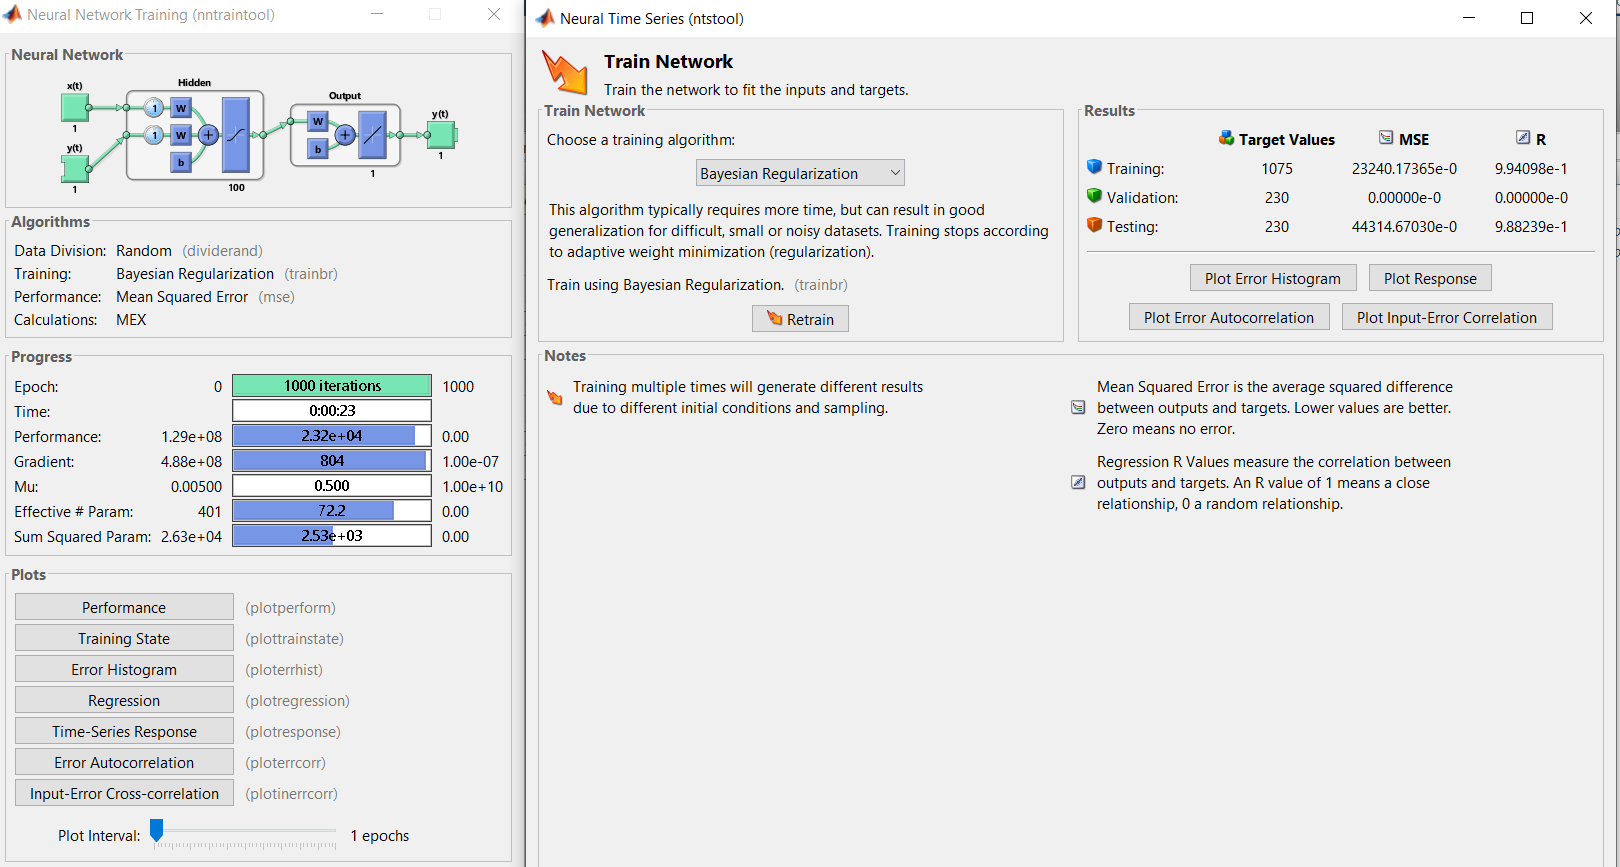 Neural Network Training (nntraintool)
Neural Network
Hidden
x(t)
1
1
W
y(t)
1
1
W
b
+
100
Output
W
b
+
1
y(t)
1
Algorithms
Data Division: Random (dividerand)
Training: Bayesian Regularization (trainbr)
Performance: Mean Squared Error (mse)
Calculations: MEX
Progress
Epoch: 0 1000 iterations 1000
Time: 0:00:23
Performance: 1.29e+08 2.32e+04 0.00
Gradient: 4.88e+08 804 1.00e-07
Mu: 0.00500 0.500 1.00e+10
Effective # Param: 401 72.2 0.00
Sum Squared Param: 2.63e+04 2.53e+03 0.00
Plots
Performance (plotperform)
Training State (plottrainstate)
Error Histogram (ploterrhist)
Regression (plotregression)
Time-Series Response (plotresponse)
Error Autocorrelation (ploterrcorr)
Input-Error Cross-correlation (plotinerrcorr)
Plot Interval: 1 epochs
Neural Time Series (ntstool)
Train Network
Train the network to fit the inputs and targets.
Train Network
Choose a training algorithm:
Bayesian Regularization
This algorithm typically requires more time, but can result in good
generalization for difficult, small or noisy datasets. Training stops according
to adaptive weight minimization (regularization).
Train using Bayesian Regularization. (trainbr)
Retrain
Results
Target Values MSE R
Training: 1075 23240.17365e-0 9.94098e-1
Validation: 230 0.00000e-0 0.00000e-0
Testing: 230 44314.67030e-0 9.88239e-1
Plot Error Histogram Plot Response
Plot Error Autocorrelation Plot Input-Error Correlation
Notes
Training multiple times will generate different results
due to different initial conditions and sampling.
Mean Squared Error is the average squared difference
between outputs and targets. Lower values are better.
Zero means no error.
Regression R Values measure the correlation between
outputs and targets. An R value of 1 means a close
relationship, 0 a random relationship.